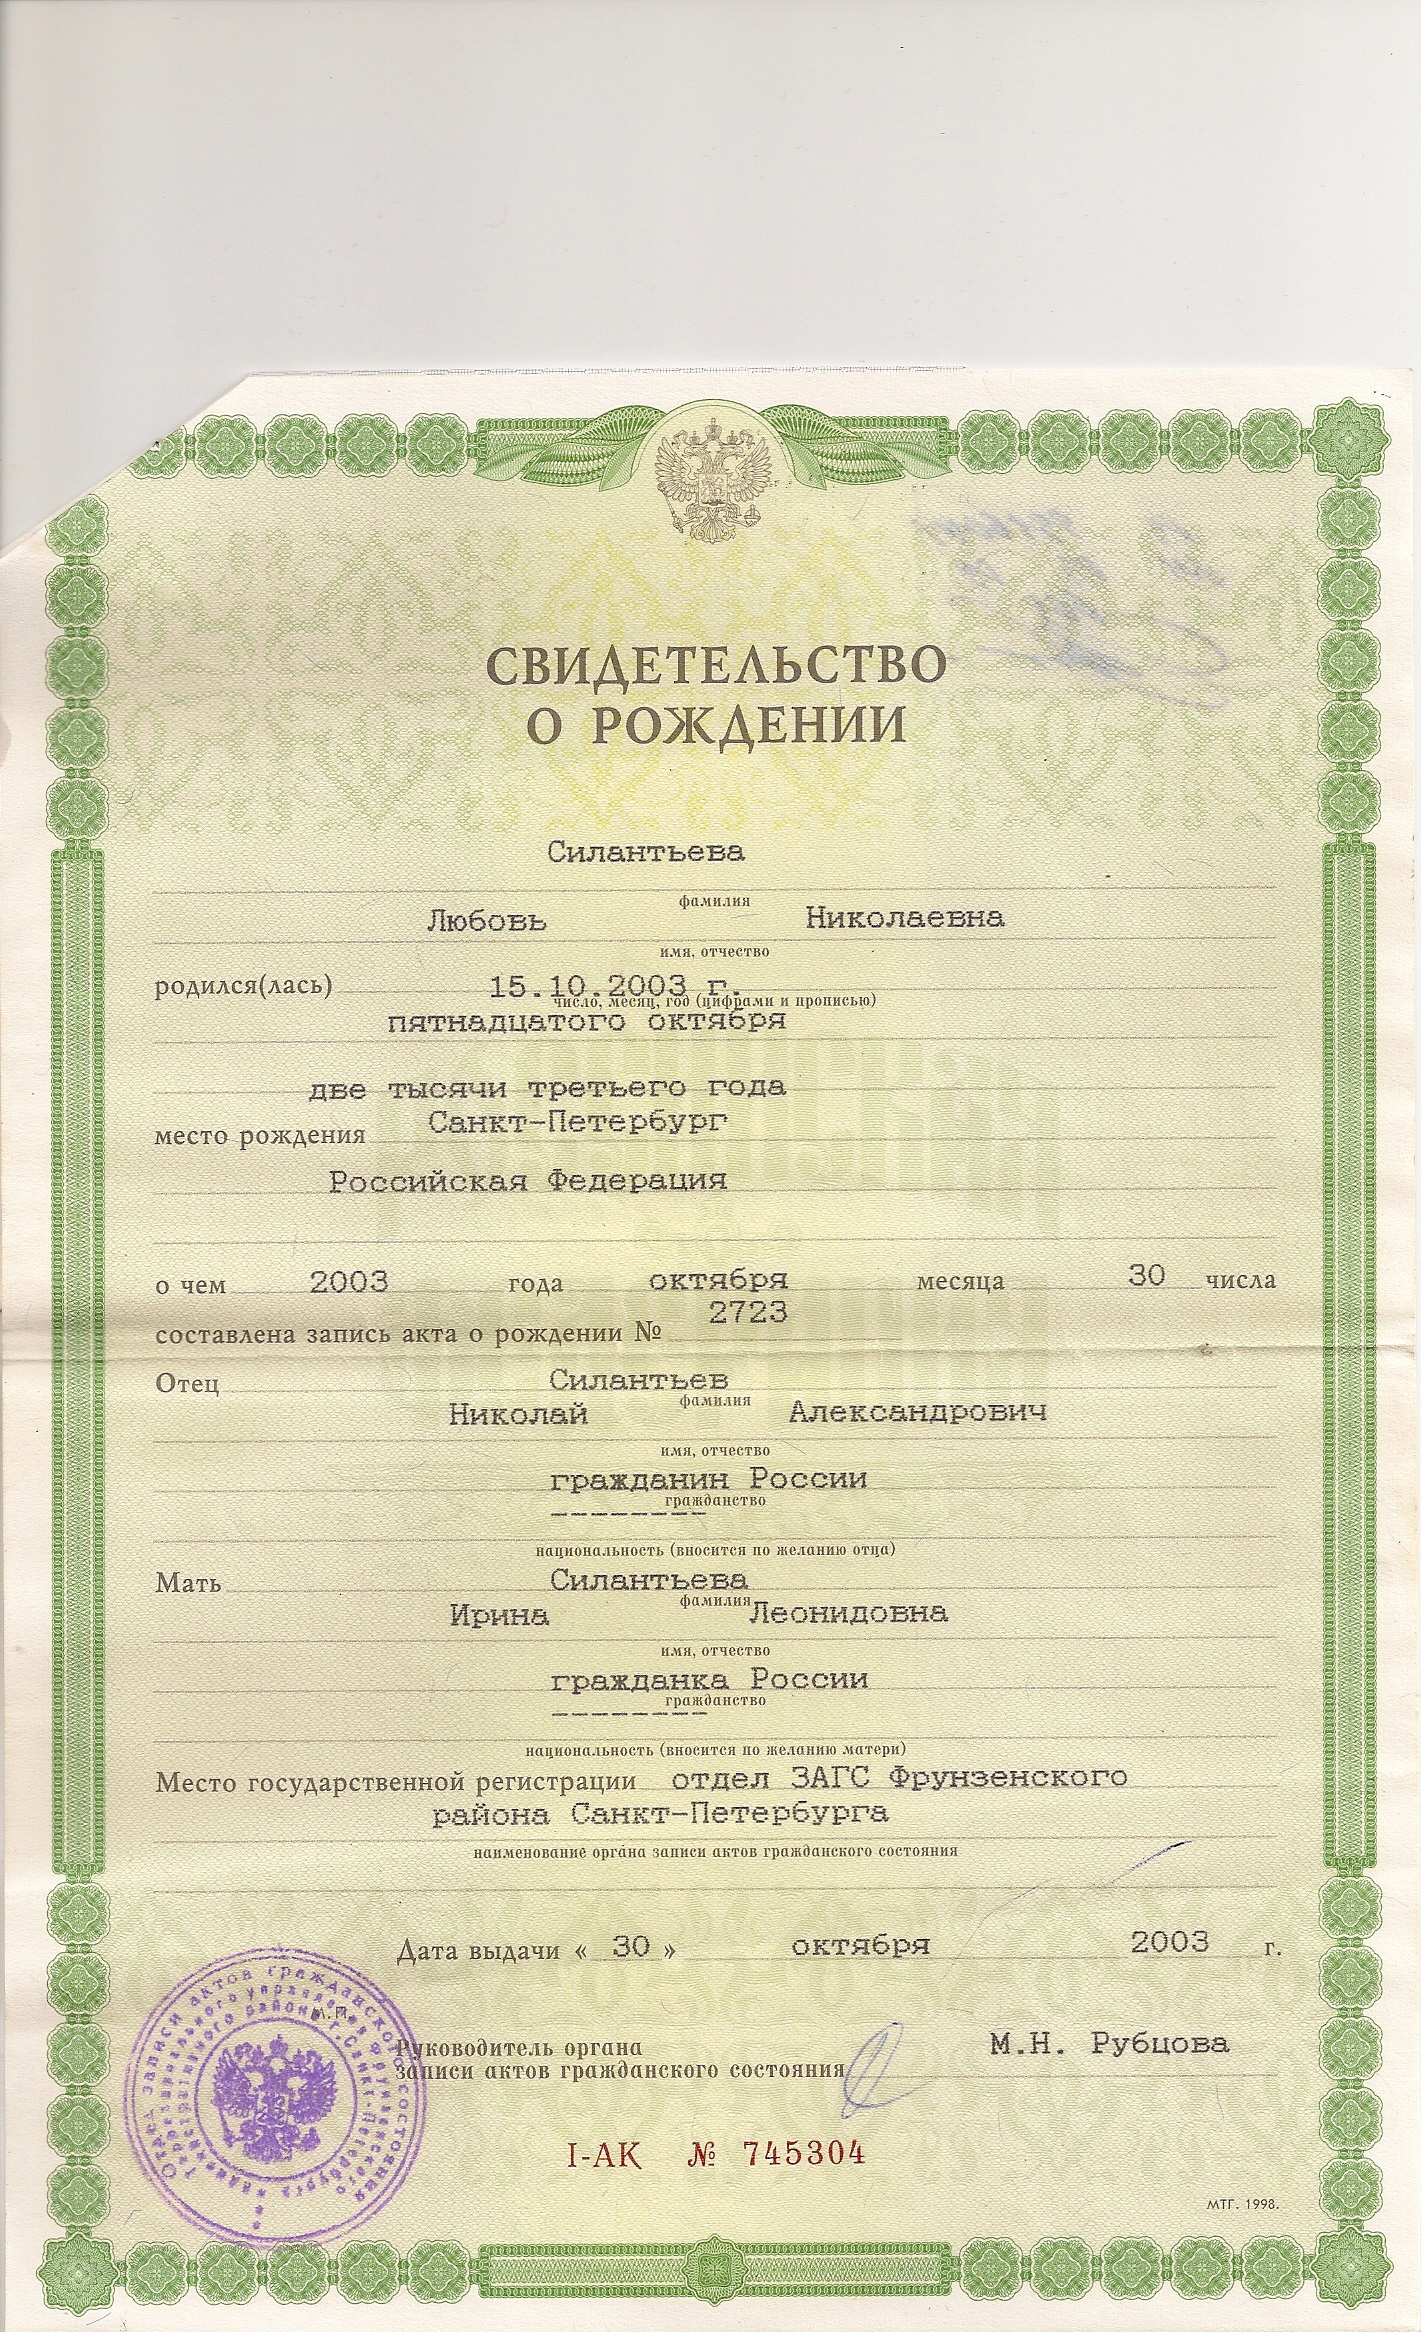 СВИДЕТЕЛЬСТВО
О РОЖДЕНИИ
Силантьева
фамилия
Любовь Николаевна
имя, отчество
родился(лась) 15.10.2003 г.
число, месяц, год (цифрами и прописью)
пятнадцатого октября
две тысячи третьего года
место рождения Санкт-Петербург
Российская Федерация
о чем 2003 года октября месяца 30 числа
составлена запись акта о рождении № 2723
Отец Силантьев
фамилия
Николай Александрович
имя, отчество
гражданин России
гражданство
--------
национальность (вносится по желанию отца)
Мать Силантьева
фамилия
Ирина Леонидовна
имя, отчество
гражданка России
гражданство
--------
национальность (вносится по желанию матери)
Место государственной регистрации отдел ЗАГС Фрунзенского
района Санкт-Петербурга
наименование органа записи актов гражданского состояния
Дата выдачи « 30 » октября 2003 г.
М.П.
Руководитель органа
записи актов гражданского состояния М.Н. Рубцова
I-АК № 745304
МТГ. 1998.
Отдел записи актов гражданского состояния